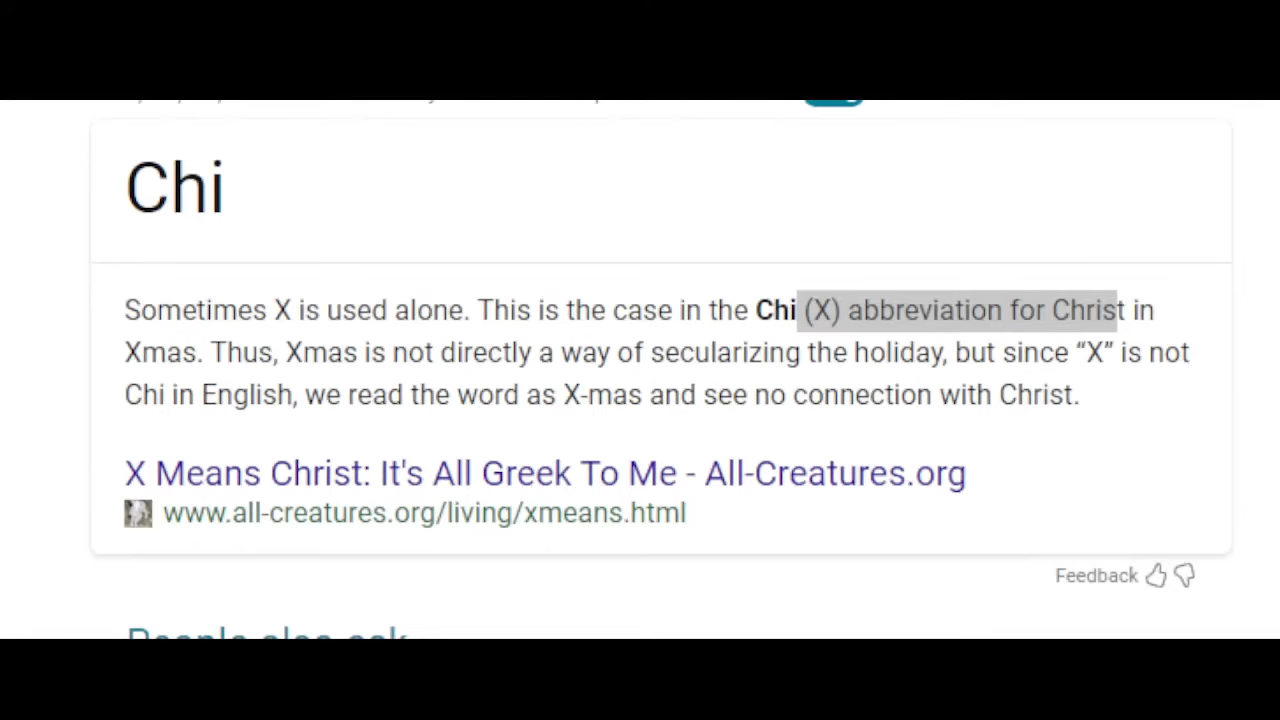 Chi
Sometimes X is used alone. This is the case in the Chi (X) abbreviation for Christ in
Xmas. Thus, Xmas is not directly a way of secularizing the holiday, but since “X” is not
Chi in English, we read the word as X-mas and see no connection with Christ.
X Means Christ: It's All Greek To Me - All-Creatures.org
www.all-creatures.org/living/xmeans.html
Feedback
People also ask